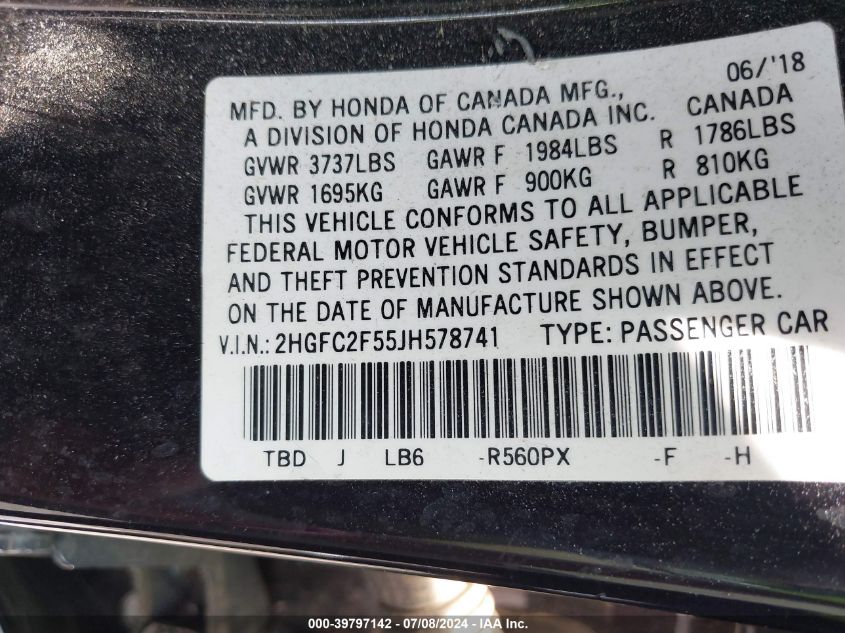 06/'18
MFD. BY HONDA OF CANADA MFG., CANADA
A DIVISION OF HONDA CANADA INC.
GVWR 3737LBS GAWR F 1984LBS R 1786LBS
GVWR 1695KG GAWR F 900KG R 810KG
THIS VEHICLE CONFORMS TO ALL APPLICABLE
FEDERAL MOTOR VEHICLE SAFETY, BUMPER,
AND THEFT PREVENTION STANDARDS IN EFFECT
ON THE DATE OF MANUFACTURE SHOWN ABOVE.
V.I.N.: 2HGFC2F55JH578741 TYPE: PASSENGER CAR
TBD J LB6 -R560PX -F -H
000-39797142 / 07/08/2024 - IAA Inc.